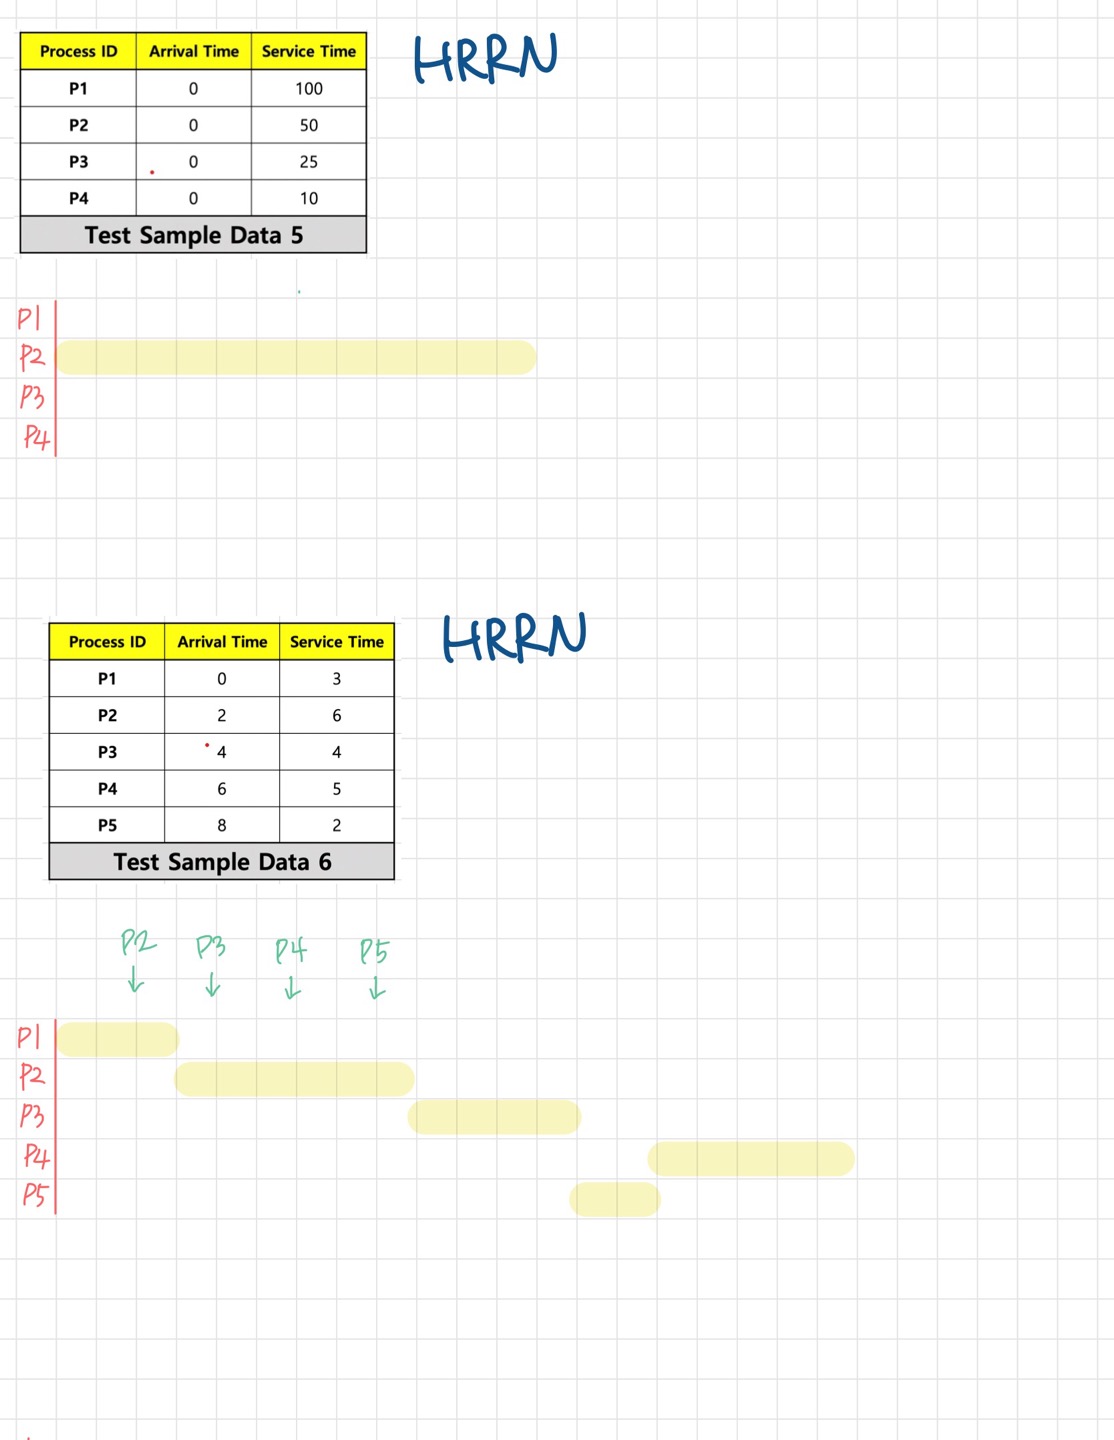 HRRN
Process ID Arrival Time Service Time
P1 0 100
P2 0 50
P3 0 25
P4 0 10
Test Sample Data 5
P1
P2
P3
P4
HRRN
Process ID Arrival Time Service Time
P1 0 3
P2 2 6
P3 4 4
P4 6 5
P5 8 2
Test Sample Data 6
P2 P3 P4 P5
↓ ↓ ↓ ↓
P1
P2
P3
P4
P5